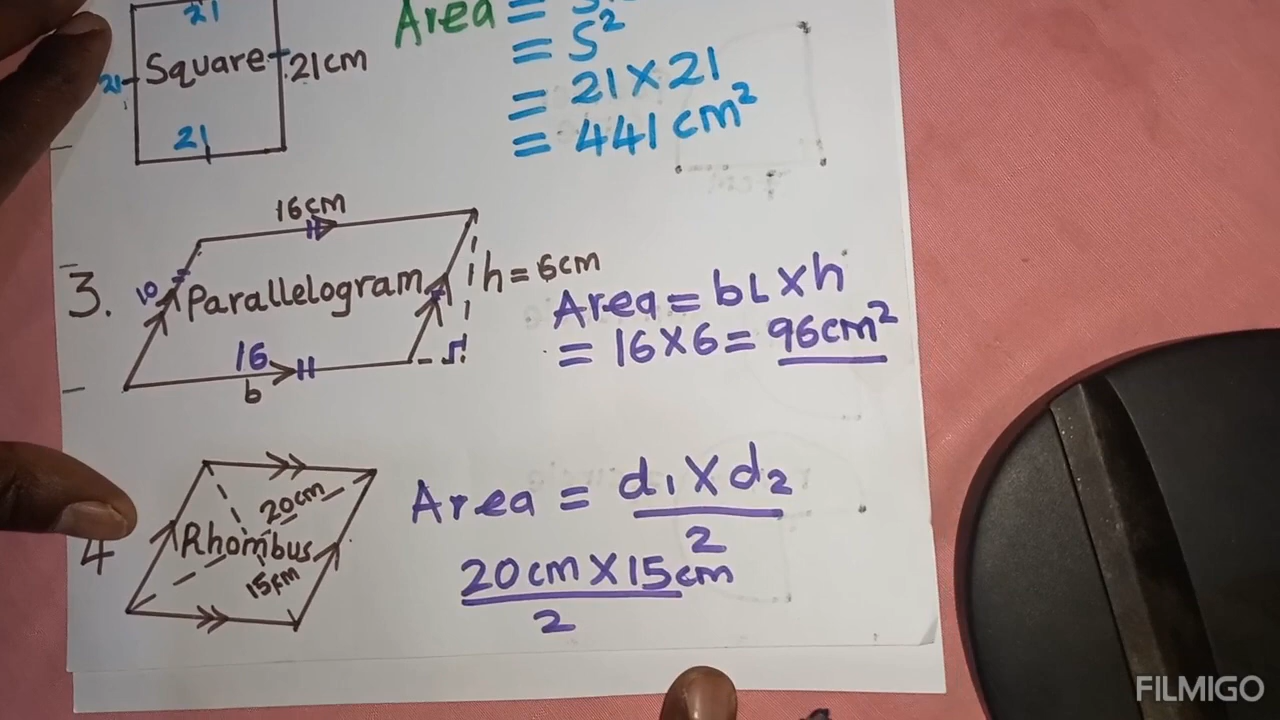 21
Square
21cm
21
21
Area =
= S²
= 21 x 21
= 441 cm²
3.
16cm
10
Parallelogram
h = 6cm
16
b
Area = bL x h
= 16 x 6 = 96cm²
4
20cm
Rhombus
15cm
Area = d₁ x d₂
2
20cm x 15cm
2
FILMIGO